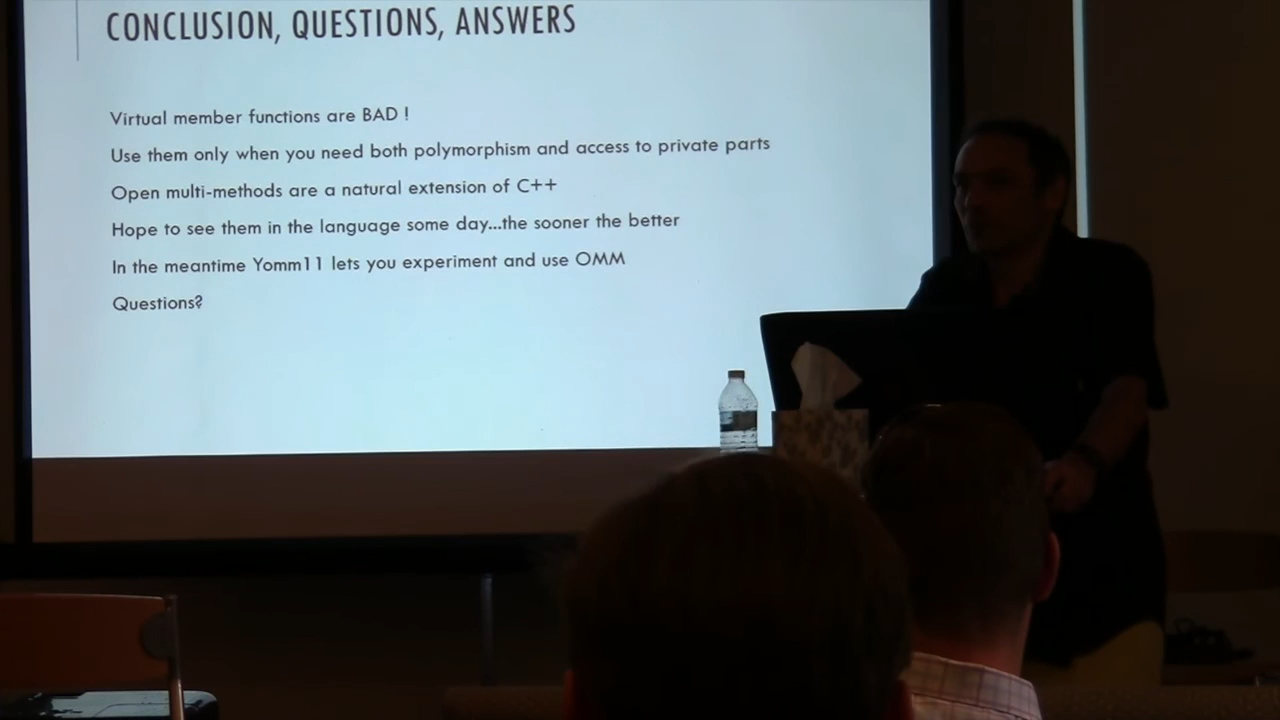 CONCLUSION, QUESTIONS, ANSWERS
Virtual member functions are BAD !
Use them only when you need both polymorphism and access to private parts
Open multi-methods are a natural extension of C++
Hope to see them in the language some day...the sooner the better
In the meantime Yomm11 lets you experiment and use OMM
Questions?